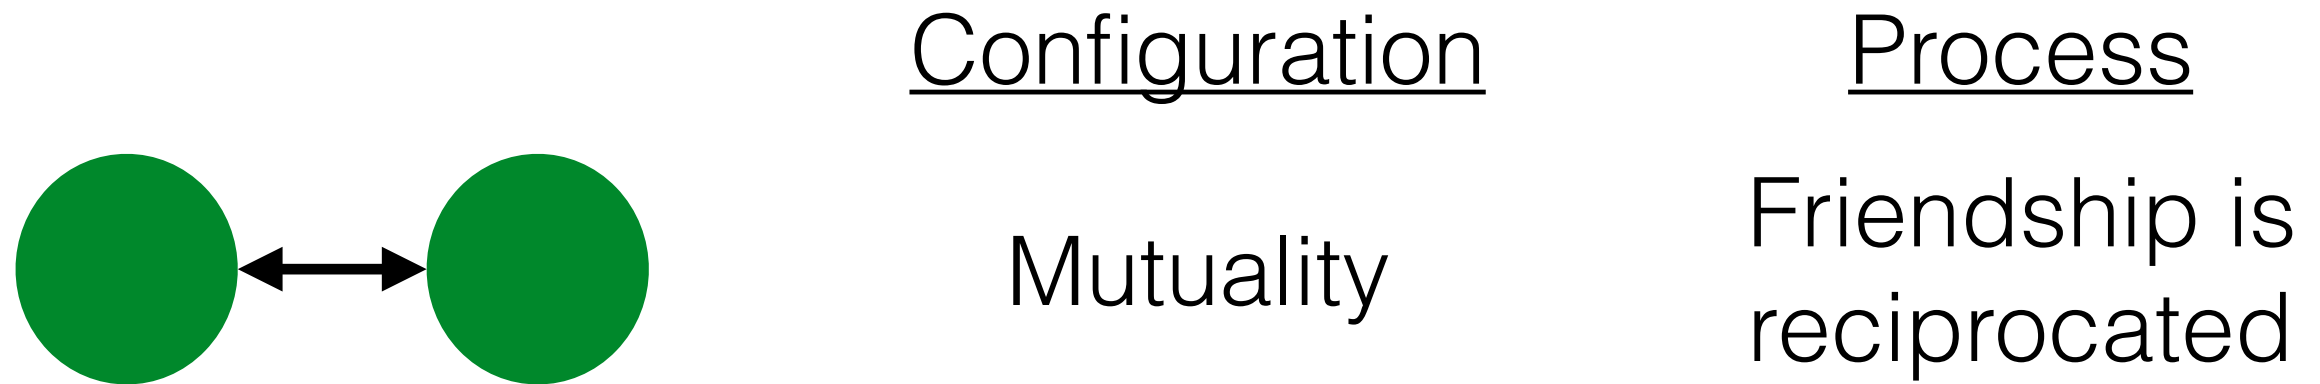 Configuration
Process
Mutuality
Friendship is
reciprocated